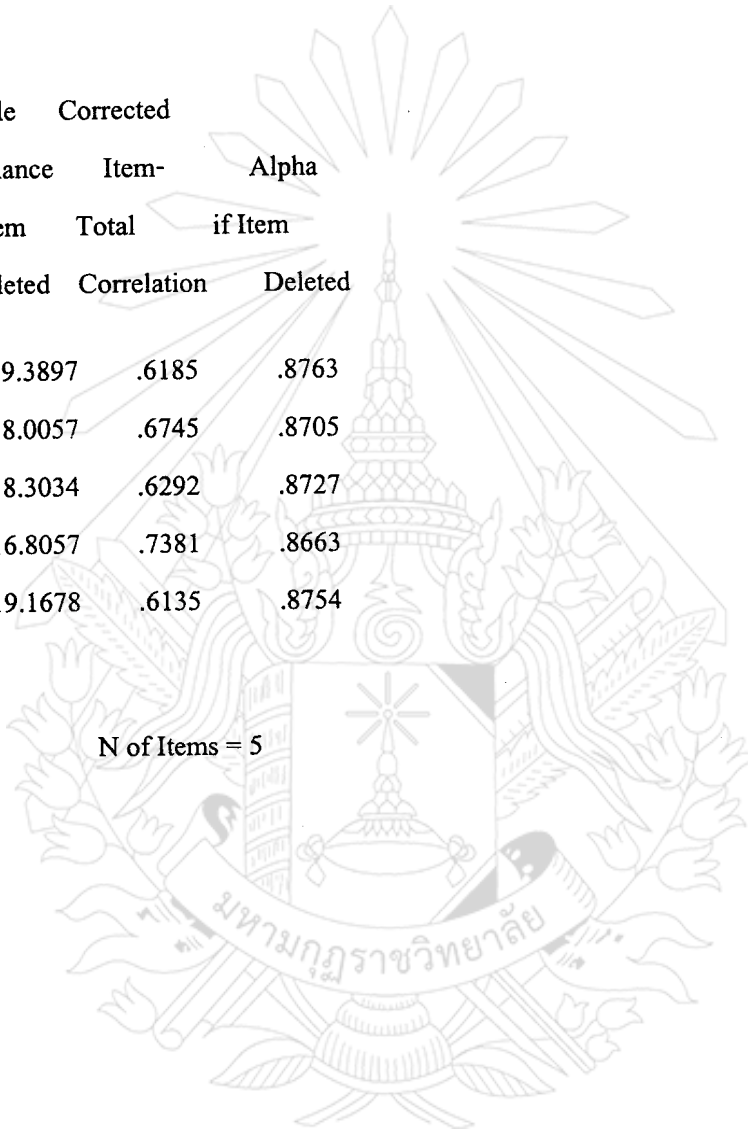 le Corrected
iance Item- Alpha
em Total if Item
leted Correlation Deleted
9.3897 .6185 .8763
8.0057 .6745 .8705
8.3034 .6292 .8727
6.8057 .7381 .8663
9.1678 .6135 .8754
N of Items = 5
มหามกุฏราชวิทยาลัย